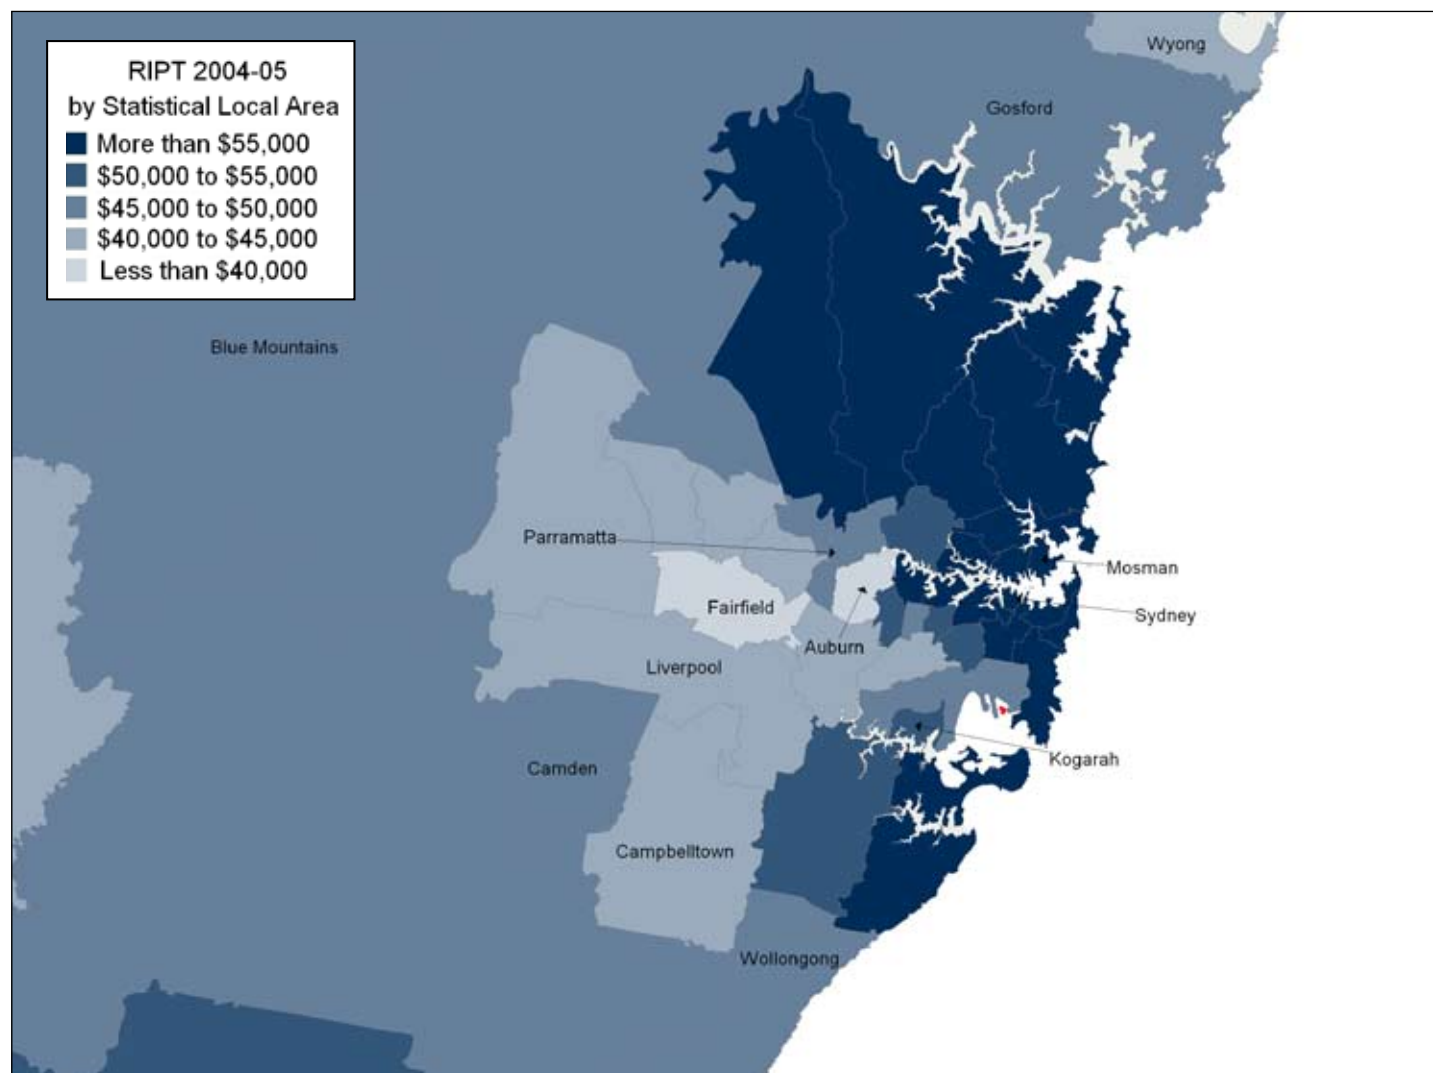 RIPT 2004-05
by Statistical Local Area
More than $55,000
$50,000 to $55,000
$45,000 to $50,000
$40,000 to $45,000
Less than $40,000
Wyong
Gosford
Blue Mountains
Parramatta
Mosman
Fairfield
Sydney
Auburn
Liverpool
Kogarah
Camden
Campbelltown
Wollongong